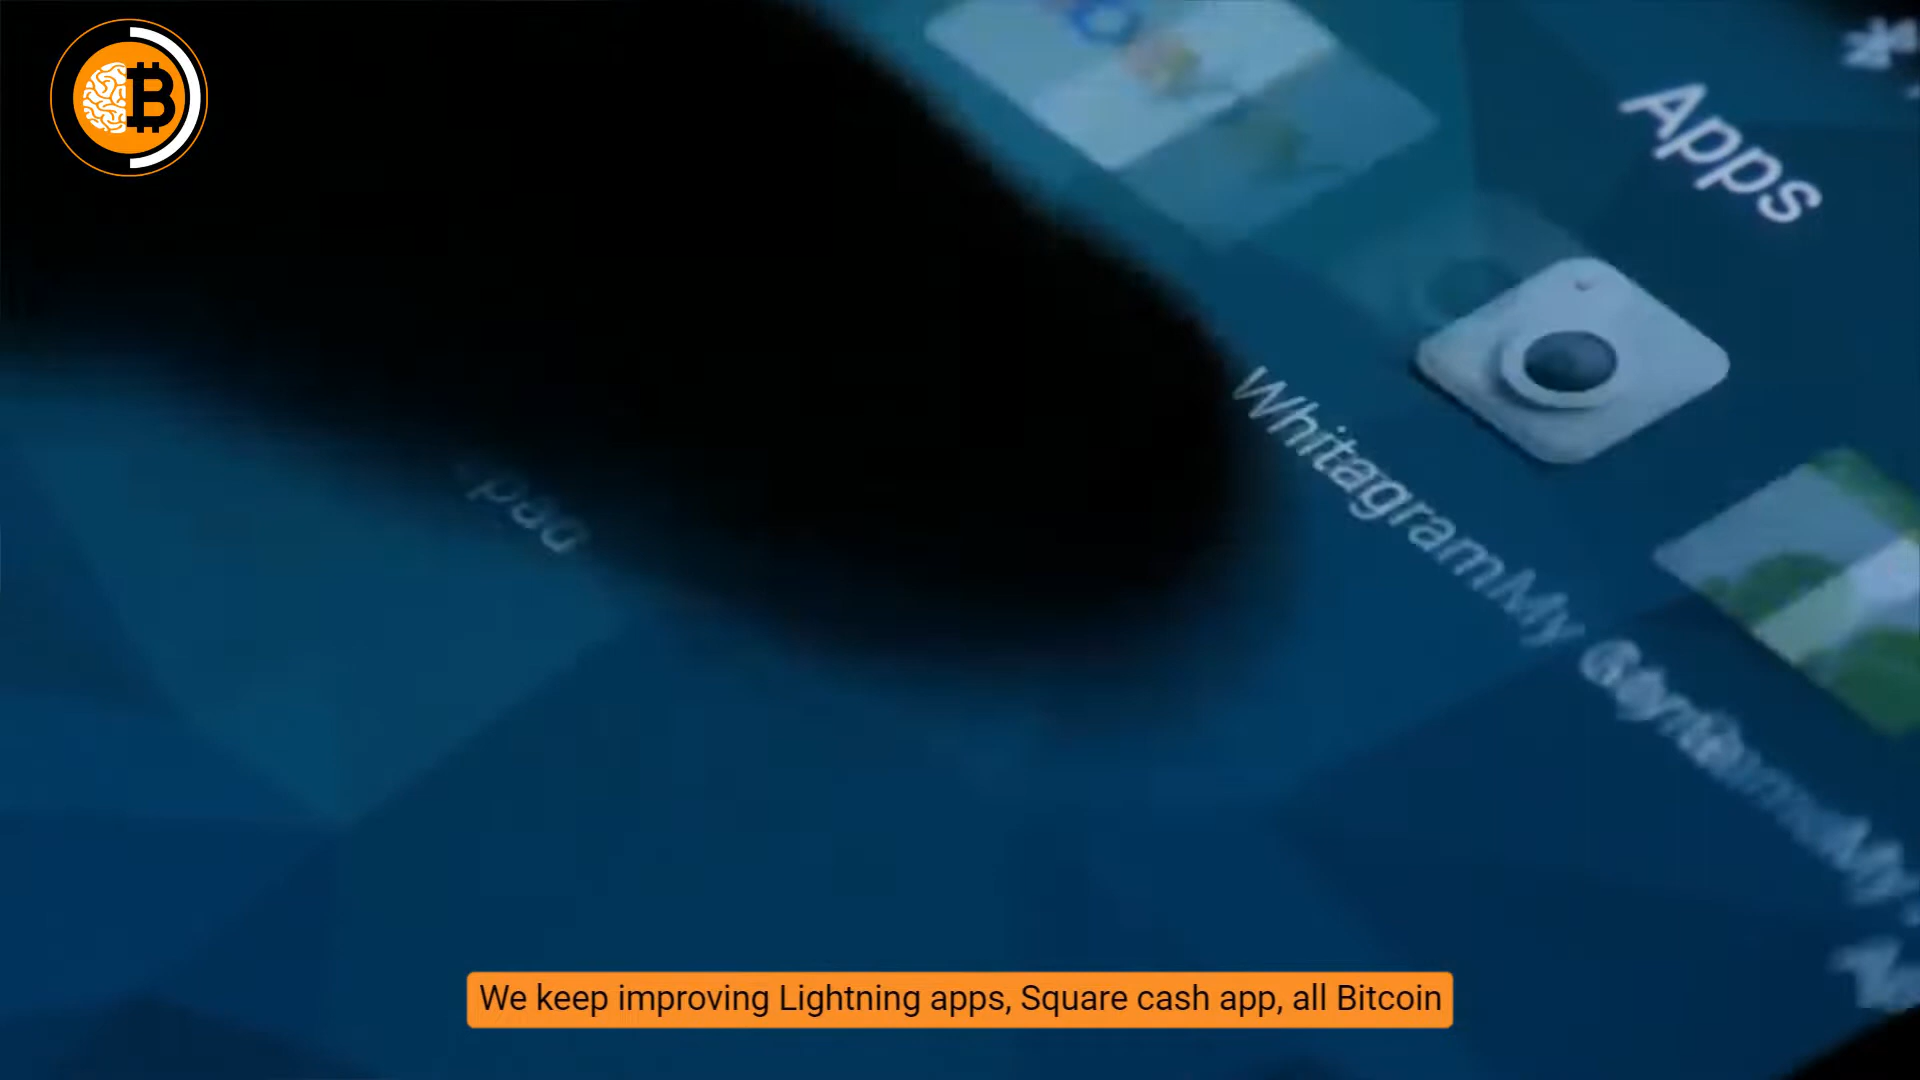 Apps
WhitagramMy
We keep improving Lightning apps, Square cash app, all Bitcoin